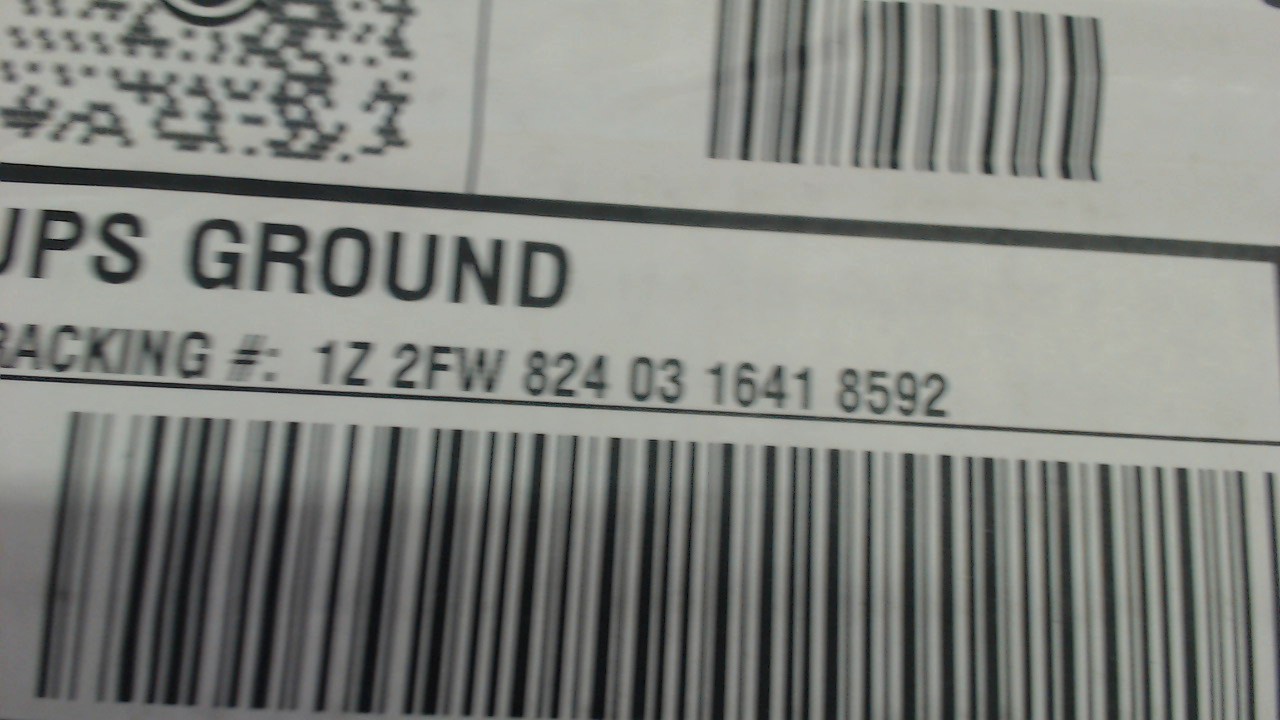 UPS GROUND
TRACKING #: 1Z 2FW 824 03 1641 8592